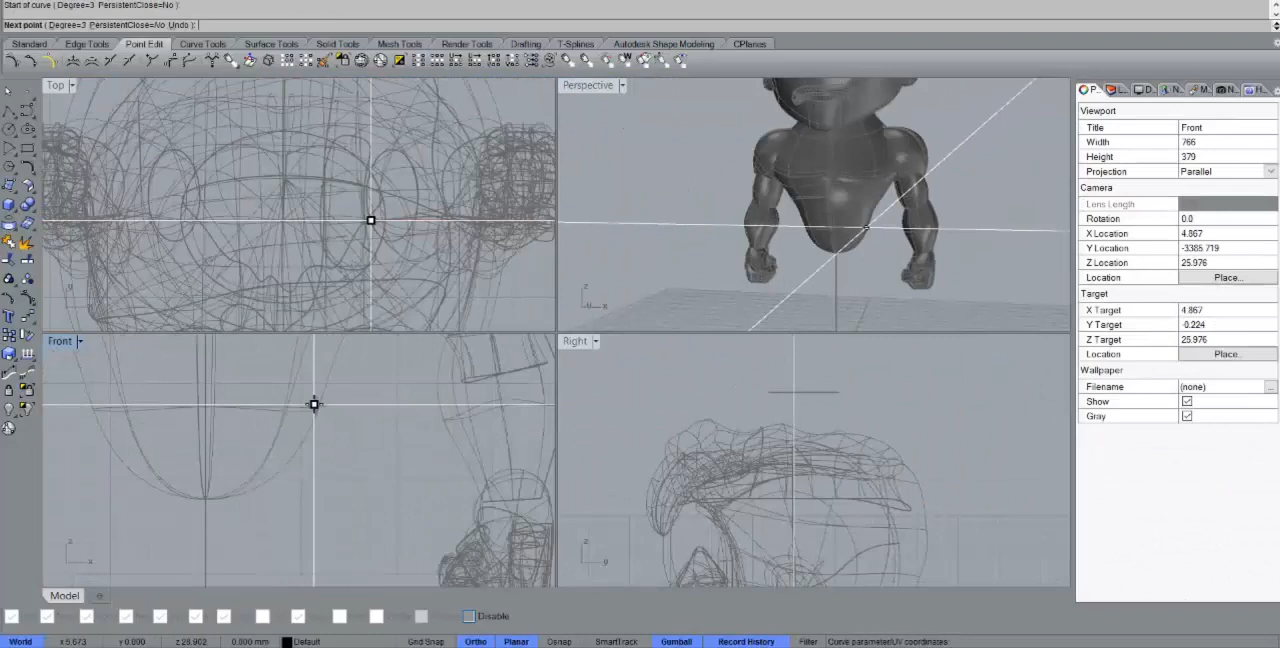 Start of curve ( Degree=3 PersistentClose=No ):
Next point ( Degree=3 PersistentClose=No Undo ):
Standard Edge Tools Point Edit Curve Tools Surface Tools Solid Tools Mesh Tools Render Tools Drafting T-Splines Autodesk Shape Modeling CPlanes
Top
Perspective
P... L... D... N... M... N... H...
Viewport
Title Front
Width 766
Height 379
Projection Parallel
Camera
Lens Length
Rotation 0.0
X Location 4.867
Y Location -3385.719
Z Location 25.976
Location Place...
Target
X Target 4.867
Y Target -0.224
Z Target 25.976
Location Place...
Wallpaper
Filename (none) ...
Show
Gray
Front
Right
z
x
z
x
z
y
Model
Disable
World x 5.673 y 0.000 z 28.902 0.000 mm Default Grid Snap Ortho Planar Osnap SmartTrack Gumball Record History Filter Curve parameter/UV coordinates: